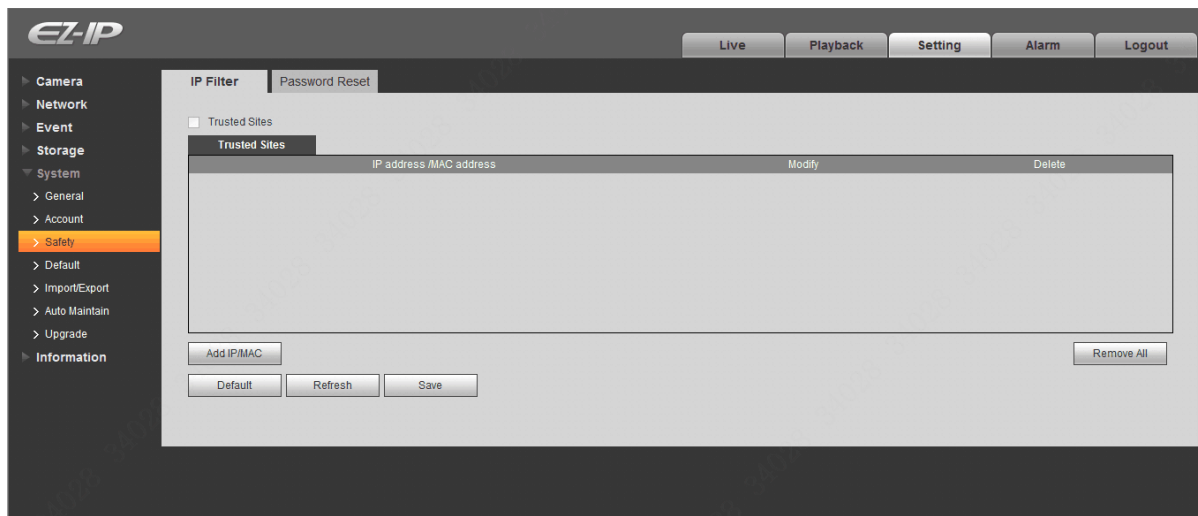 EZ-IP
Live Playback Setting Alarm Logout
Camera
Network
Event
Storage
System
General
Account
Safety
Default
Import/Export
Auto Maintain
Upgrade
Information
IP Filter Password Reset
Trusted Sites
Trusted Sites
IP address /MAC address Modify Delete
Add IP/MAC Remove All
Default Refresh Save